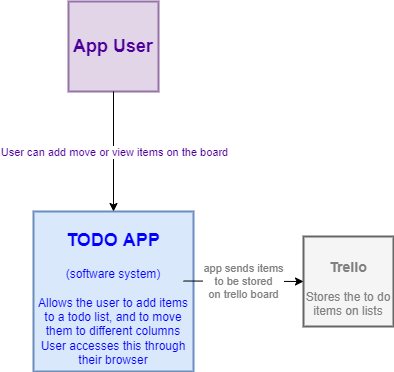 App User
User can add move or view items on the board
TODO APP
(software system)
Allows the user to add items
to a todo list, and to move
them to different columns
User accesses this through
their browser
app sends items
to be stored
on trello board
Trello
Stores the to do
items on lists